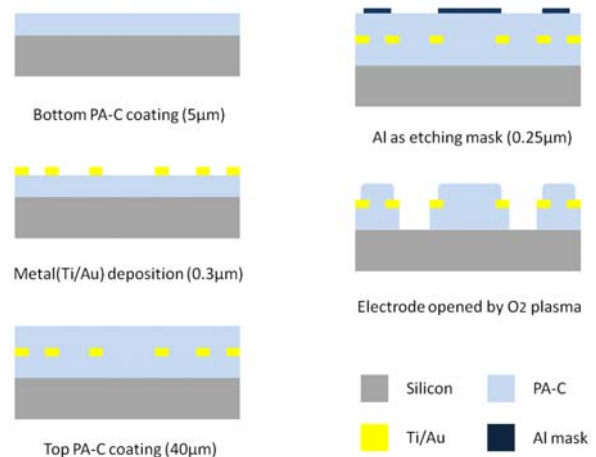 Bottom PA-C coating (5μm)
Metal(Ti/Au) deposition (0.3μm)
Top PA-C coating (40μm)
Al as etching mask (0.25μm)
Electrode opened by O2 plasma
Silicon
PA-C
Ti/Au
Al mask